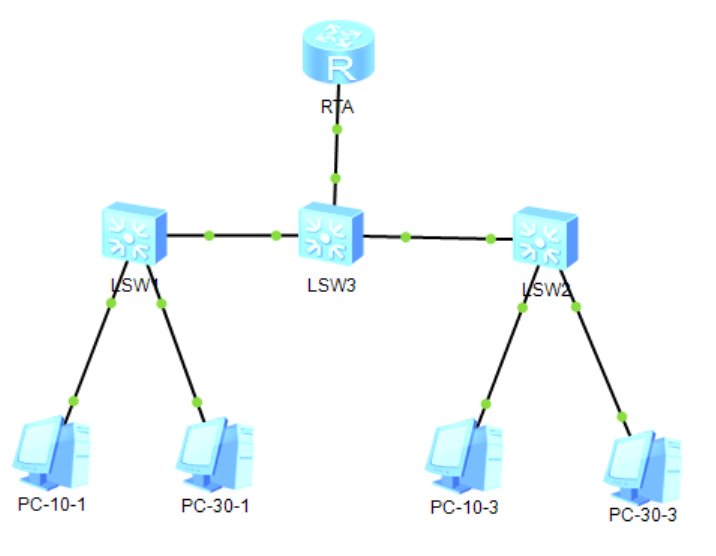 R
RTA
LSW1
LSW3
LSW2
PC-10-1
PC-30-1
PC-10-3
PC-30-3